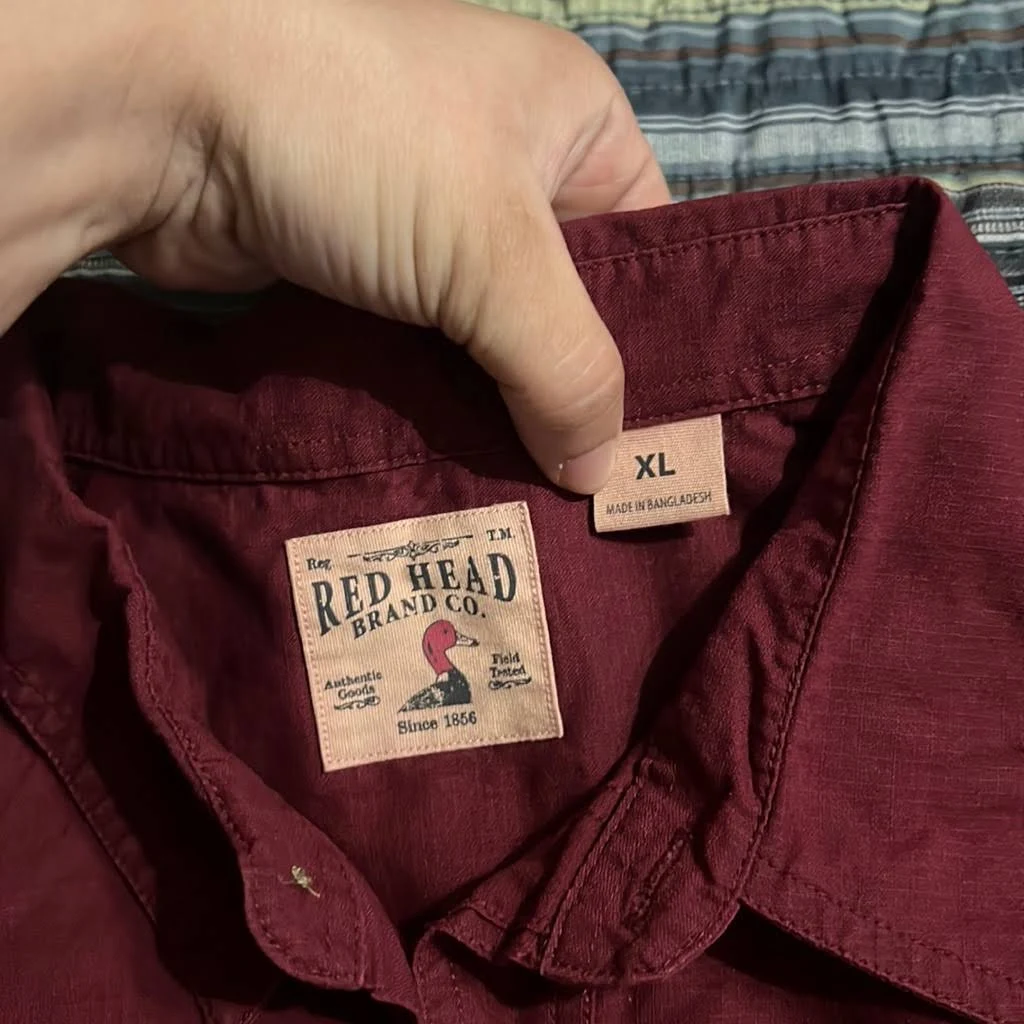 XL
MADE IN BANGLADESH
Reg. T.M.
RED HEAD
BRAND CO.
Authentic
Goods
Field
Tested
Since 1856